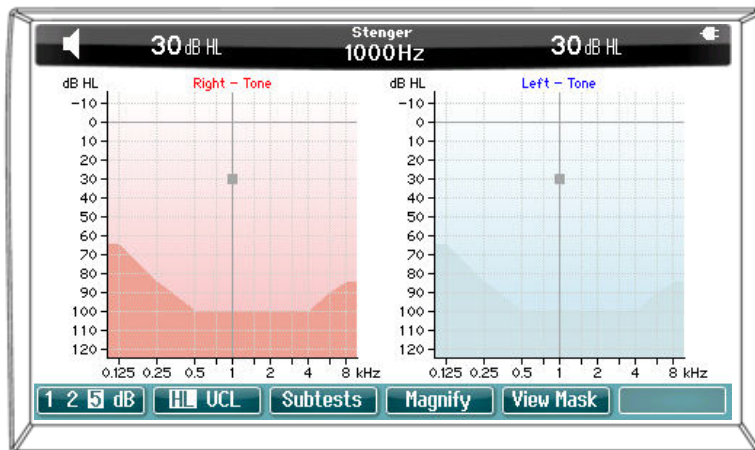 Stenger
30 dB HL 1000Hz 30 dB HL
dB HL Right - Tone dB HL Left - Tone
-10 -10
0 0
10 10
20 20
30 30
40 40
50 50
60 60
70 70
80 80
90 90
100 100
110 110
120 120
0.125 0.25 0.5 1 2 4 8 kHz 0.125 0.25 0.5 1 2 4 8 kHz
1 2 5 dB HL UCL Subtests Magnify View Mask